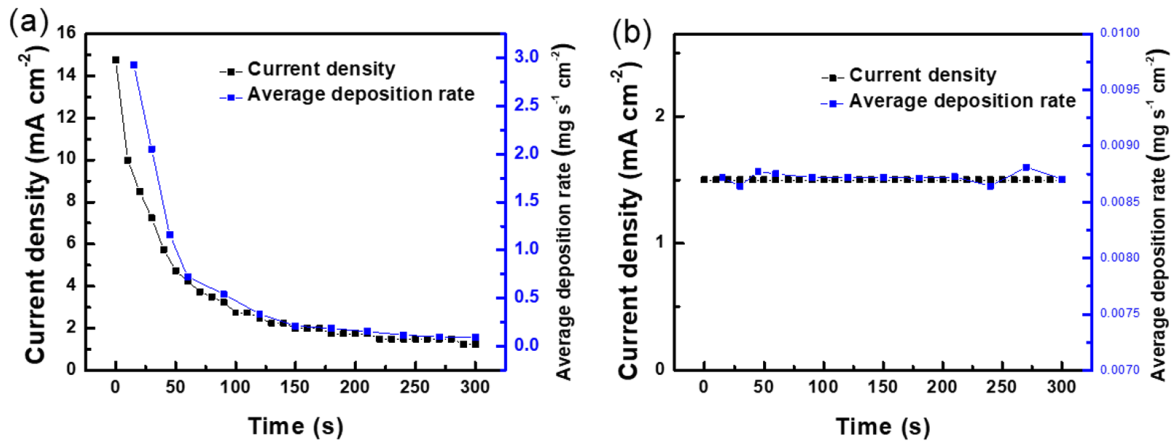 (a)
16
14
12
10
8
6
4
2
0
Current density (mA cm-2)
Current density
Average deposition rate
3.0
2.5
2.0
1.5
1.0
0.5
0.0
Average deposition rate (mg s-1 cm-2)
0 50 100 150 200 250 300
Time (s)
(b)
2
1
0
Current density (mA cm-2)
Current density
Average deposition rate
0.0100
0.0095
0.0090
0.0085
0.0080
0.0075
0.0070
Average deposition rate (mg s-1 cm-2)
0 50 100 150 200 250 300
Time (s)